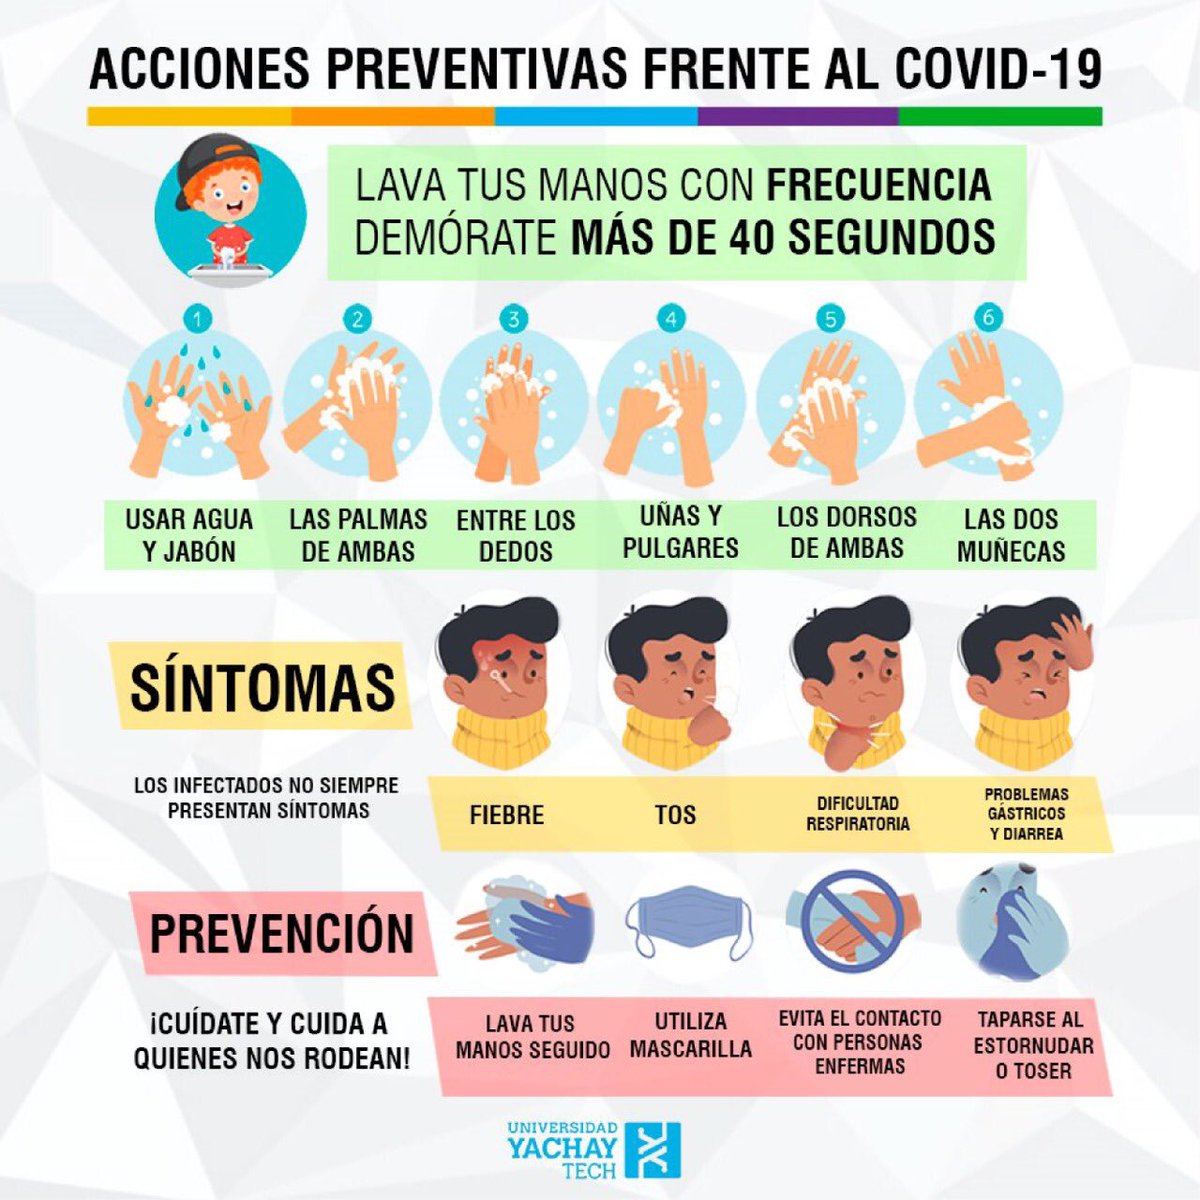 ACCIONES PREVENTIVAS FRENTE AL COVID-19
LAVA TUS MANOS CON FRECUENCIA
DEMÓRATE MÁS DE 40 SEGUNDOS
1
2
3
4
5
6
USAR AGUA
Y JABÓN
LAS PALMAS
DE AMBAS
ENTRE LOS
DEDOS
UÑAS Y
PULGARES
LOS DORSOS
DE AMBAS
LAS DOS
MUÑECAS
SÍNTOMAS
LOS INFECTADOS NO SIEMPRE
PRESENTAN SÍNTOMAS
FIEBRE
TOS
DIFICULTAD
RESPIRATORIA
PROBLEMAS
GÁSTRICOS
Y DIARREA
PREVENCIÓN
¡CUÍDATE Y CUIDA A
QUIENES NOS RODEAN!
LAVA TUS
MANOS SEGUIDO
UTILIZA
MASCARILLA
EVITA EL CONTACTO
CON PERSONAS
ENFERMAS
TAPARSE AL
ESTORNUDAR
O TOSER
UNIVERSIDAD
YACHAY
TECH